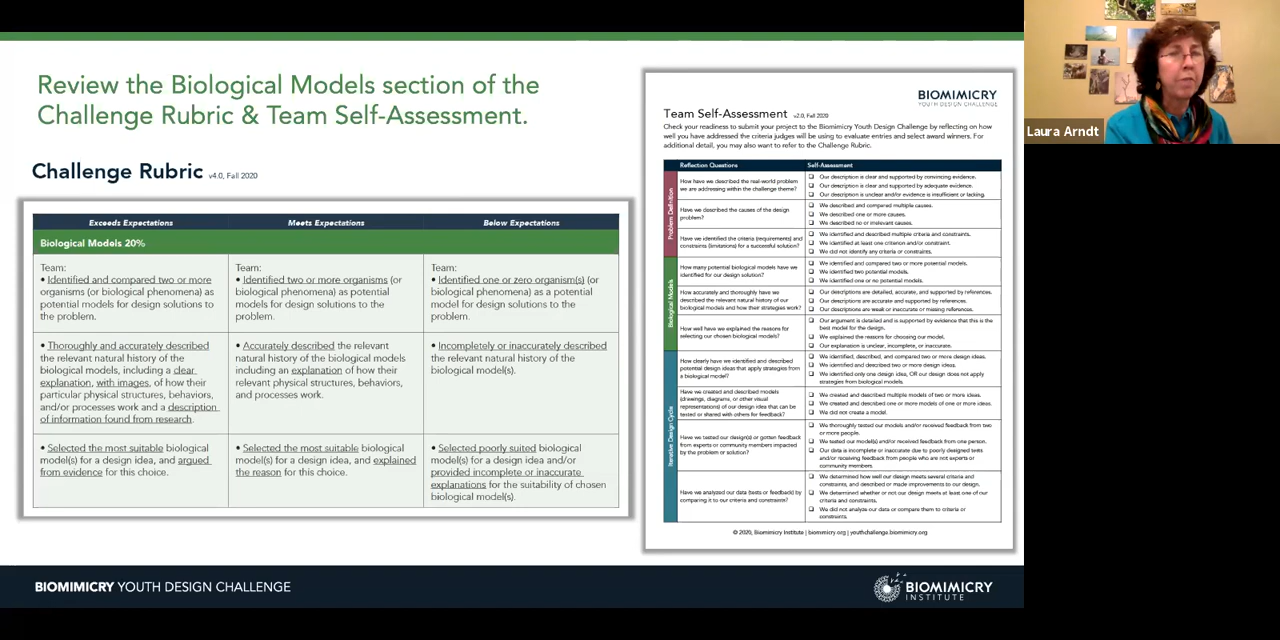 Review the Biological Models section of the
Challenge Rubric & Team Self-Assessment.
Challenge Rubric v4.0, Fall 2020
Exceeds Expectations
Meets Expectations
Below Expectations
Biological Models 20%
Team:
• Identified and compared two or more
organisms (or biological phenomena) as
potential models for design solutions to
the problem.
Team:
• Identified two or more organisms (or
biological phenomena) as potential
models for design solutions to the
problem.
Team:
• Identified one or zero organism(s) (or
biological phenomena) as a potential
model for design solutions to the
problem.
• Thoroughly and accurately described
the relevant natural history of the
biological models, including a clear
explanation, with images, of how their
particular physical structures, behaviors,
and/or processes work and a description
of information found from research.
• Accurately described the relevant
natural history of the biological models
including an explanation of how their
relevant physical structures, behaviors,
and processes work.
• Incompletely or inaccurately described
the relevant natural history of the
biological model(s).
• Selected the most suitable biological
model(s) for a design idea, and argued
from evidence for this choice.
• Selected the most suitable biological
model(s) for a design idea, and explained
the reason for this choice.
• Selected poorly suited biological
model(s) for a design idea and/or
provided incomplete or inaccurate
explanations for the suitability of chosen
biological model(s).
BIOMIMICRY
YOUTH DESIGN CHALLENGE
Team Self-Assessment v2.0, Fall 2020
Check your readiness to submit your project to the Biomimicry Youth Design Challenge by reflecting on how
well you have addressed the criteria judges will be using to evaluate entries and select award winners. For
additional detail, you may also want to refer to the Challenge Rubric.
Reflection Questions
Self-Assessment
Problem Definition
How have we described the real-world problem
we are addressing within the challenge theme?
Our description is clear and supported by convincing evidence.
Our description is clear and supported by adequate evidence.
Our description is unclear and/or evidence is insufficient or lacking.
Have we described the causes of the design
problem?
We described and compared multiple causes.
We described one or more causes.
We described no or irrelevant causes.
Have we identified the criteria (requirements) and
constraints (limitations) for a successful solution?
We identified and described multiple criteria and constraints.
We identified at least one criterion and/or constraint.
We did not identify any criteria or constraints.
Biological Models
How many potential biological models have we
identified for our design solution?
We identified and compared two or more potential models.
We identified two potential models.
We identified one or no potential models.
How accurately and thoroughly have we
described the relevant natural history of our
biological models and how their strategies work?
Our descriptions are detailed, accurate, and supported by references.
Our descriptions are accurate and supported by references.
Our descriptions are weak or inaccurate or missing references.
How well have we explained the reasons for
selecting our chosen biological models?
Our argument is detailed and is supported by evidence that this is the
best model for the design.
We explained the reasons for choosing our model.
Our explanation is unclear, incomplete, or inaccurate.
Iterative Design Cycle
How clearly have we identified and described
potential design ideas that apply strategies from
a biological model?
We identified, described, and compared two or more design ideas.
We identified and described two or more design ideas.
We identified only one design idea, OR our design does not apply
strategies from biological models.
Have we created and described models
(drawings, diagrams, or other visual
representations) of our design idea that can be
tested or shared with others for feedback?
We created and described multiple models of two or more ideas.
We created and described one or more models of one or more ideas.
We did not create a model.
Have we tested our design(s) or gotten feedback
from experts or community members impacted
by the problem or solution?
We thoroughly tested our models and/or received feedback from two
or more people.
We tested our model(s) and/or received feedback from one person.
Our data is incomplete or inaccurate due to poorly designed tests
and/or receiving feedback from people who are not experts or
community members.
Have we analyzed our data (tests or feedback) by
comparing it to our criteria and constraints?
We determined how well our design meets several criteria and
constraints, and described or made improvements to our design.
We determined whether or not our design meets at least one of our
criteria and constraints.
We did not analyze our data or compare them to criteria or
constraints.
© 2020, Biomimicry Institute | biomimicry.org | youthchallenge.biomimicry.org
Laura Arndt
BIOMIMICRY YOUTH DESIGN CHALLENGE
BIOMIMICRY
INSTITUTE